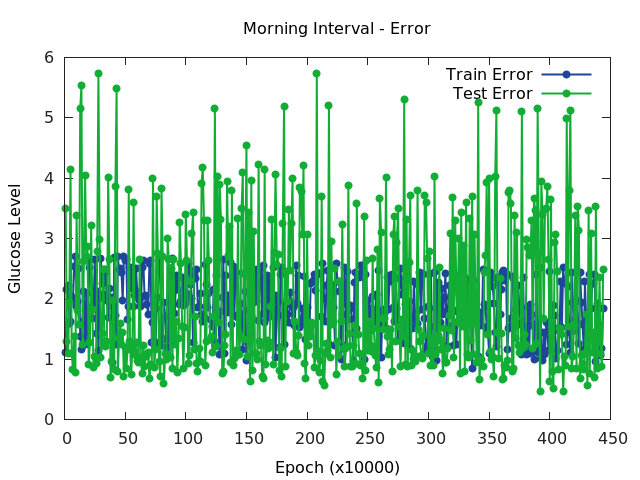 Morning Interval - Error
Train Error
Test Error
6
5
4
3
2
1
0
Glucose Level
0 50 100 150 200 250 300 350 400 450
Epoch (x10000)